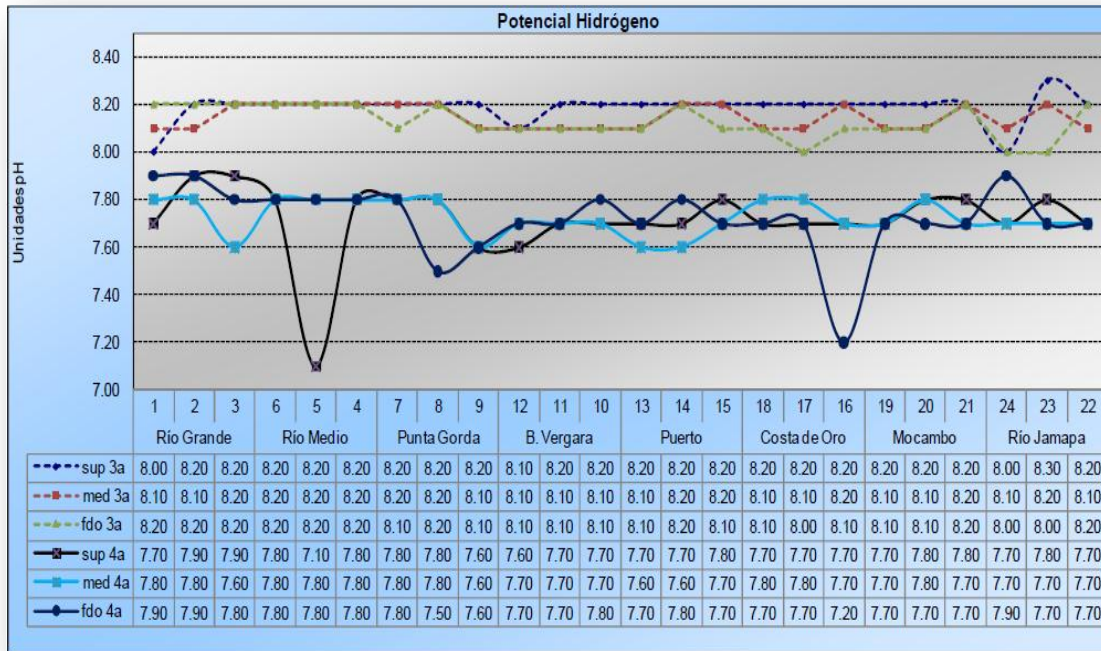 Potencial Hidrógeno
Unidades pH
8.40
8.20
8.00
7.80
7.60
7.40
7.20
7.00
1 2 3 6 5 4 7 8 9 12 11 10 13 14 15 18 17 16 19 20 21 24 23 22
Río Grande Río Medio Punta Gorda B. Vergara Puerto Costa de Oro Mocambo Río Jamapa
sup 3a 8.00 8.20 8.20 8.20 8.20 8.20 8.20 8.20 8.20 8.10 8.20 8.20 8.20 8.20 8.20 8.20 8.20 8.20 8.20 8.20 8.20 8.00 8.30 8.20
med 3a 8.10 8.10 8.20 8.20 8.20 8.20 8.20 8.20 8.10 8.10 8.10 8.10 8.10 8.20 8.20 8.10 8.10 8.20 8.10 8.10 8.20 8.10 8.20 8.10
fdo 3a 8.20 8.20 8.20 8.20 8.20 8.20 8.10 8.20 8.10 8.10 8.10 8.10 8.10 8.20 8.10 8.10 8.00 8.10 8.10 8.10 8.20 8.00 8.00 8.20
sup 4a 7.70 7.90 7.90 7.80 7.10 7.80 7.80 7.80 7.60 7.60 7.70 7.70 7.70 7.70 7.80 7.70 7.70 7.70 7.70 7.80 7.80 7.70 7.80 7.70
med 4a 7.80 7.80 7.60 7.80 7.80 7.80 7.80 7.80 7.60 7.70 7.70 7.70 7.60 7.60 7.70 7.80 7.80 7.70 7.70 7.80 7.70 7.70 7.70 7.70
fdo 4a 7.90 7.90 7.80 7.80 7.80 7.80 7.80 7.50 7.60 7.70 7.70 7.80 7.70 7.80 7.70 7.70 7.70 7.20 7.70 7.70 7.70 7.90 7.70 7.70